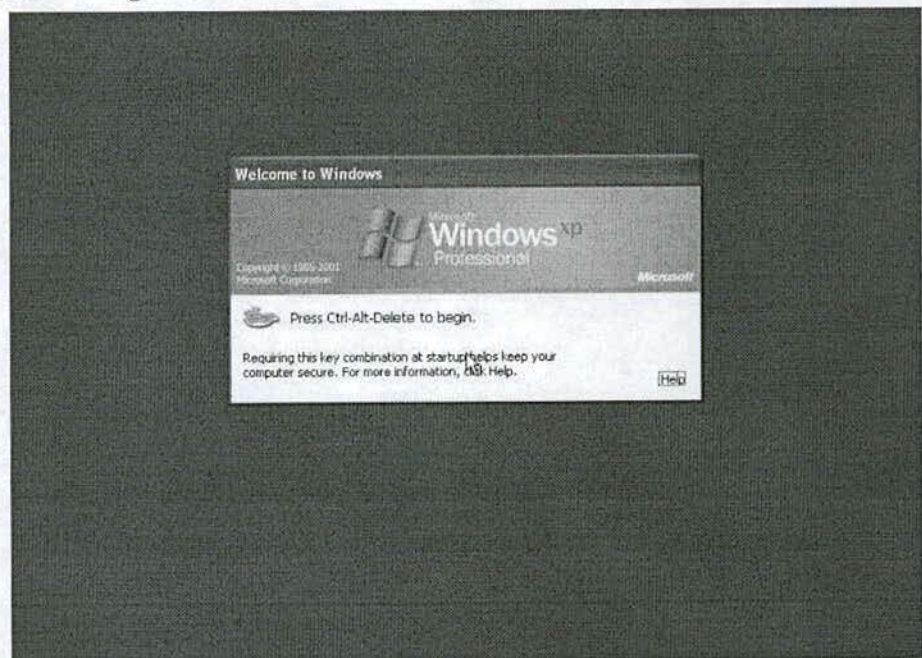 Welcome to Windows
Microsoft
Windows xp
Professional
Copyright © 1985-2001
Microsoft Corporation
Microsoft
Press Ctrl-Alt-Delete to begin.
Requiring this key combination at startup helps keep your
computer secure. For more information, click Help.
Help